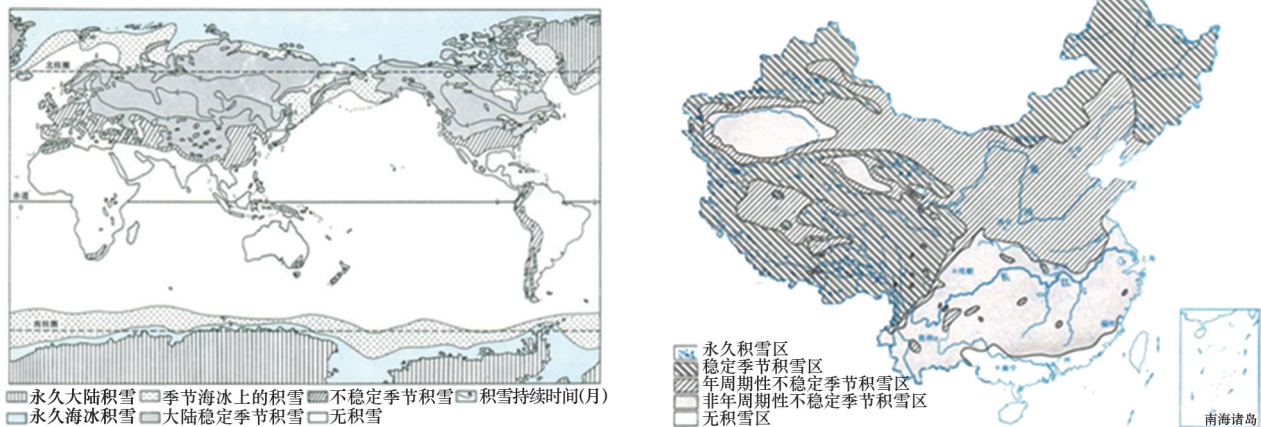 北极圈
赤道
0
0
南极圈
永久大陆积雪
季节海冰上的积雪
不稳定季节积雪
积雪持续时间(月)
永久海冰积雪
大陆稳定季节积雪
无积雪
上海
永久积雪区
稳定季节积雪区
年周期性不稳定季节积雪区
非年周期性不稳定季节积雪区
无积雪区
南海诸岛